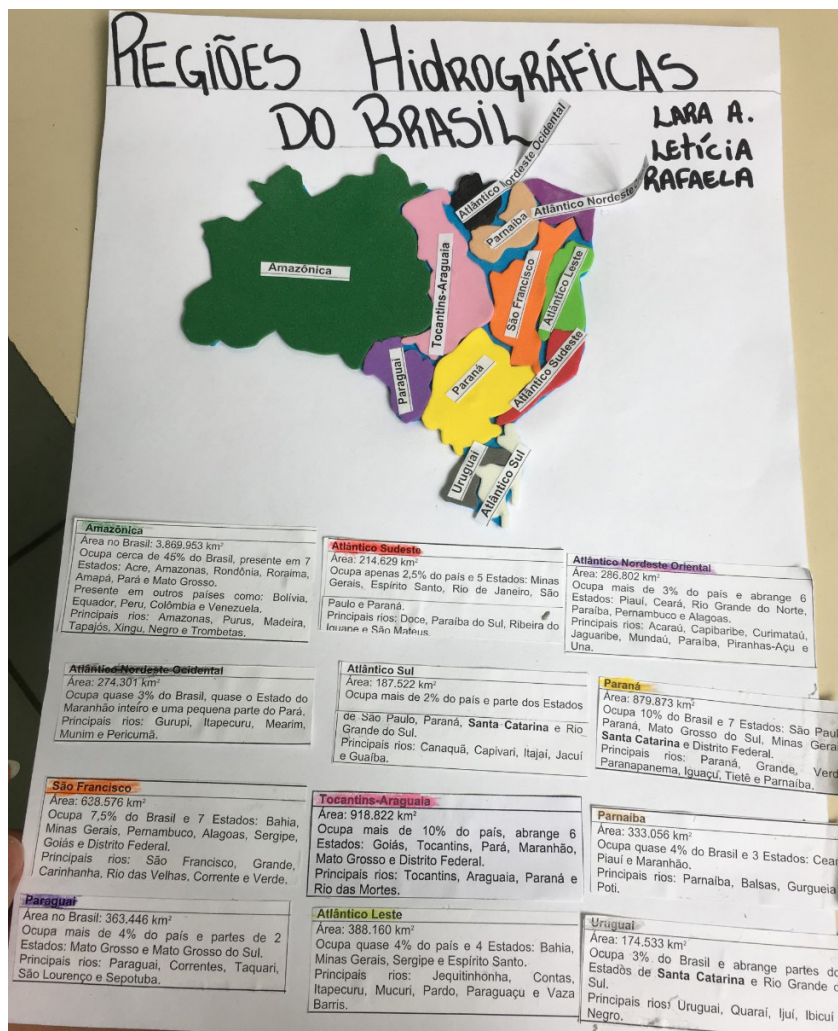 REGIÕES HIDROGRÁFICAS
DO BRASIL
LARA A.
LETÍCIA
RAFAELA
Atlântico Nordeste Ocidental
Atlântico Nordeste
Parnaíba
Amazônica
Tocantins-Araguaia
São Francisco
Atlântico Leste
Paraguai
Paraná
Atlântico Sudeste
Uruguai
Atlântico Sul
Amazônica
Área no Brasil: 3.869.953 km²
Ocupa cerca de 45% do Brasil, presente em 7
Estados: Acre, Amazonas, Rondônia, Roraima,
Amapá, Pará e Mato Grosso.
Presente em outros países como: Bolívia,
Equador, Peru, Colômbia e Venezuela.
Principais rios: Amazonas, Purus, Madeira,
Tapajós, Xingu, Negro e Trombetas.
Atlântico Sudeste
Área: 214.629 km²
Ocupa apenas 2,5% do país e 5 Estados: Minas
Gerais, Espírito Santo, Rio de Janeiro, São
Paulo e Paraná.
Principais rios: Doce, Paraíba do Sul, Ribeira do
Iguape e São Mateus.
Atlântico Nordeste Oriental
Área: 286.802 km²
Ocupa mais de 3% do país e abrange 6
Estados: Piauí, Ceará, Rio Grande do Norte,
Paraíba, Pernambuco e Alagoas.
Principais rios: Acaraú, Capibaribe, Curimataú,
Jaguaribe, Mundaú, Paraíba, Piranhas-Açu e
Una.
Atlântico Nordeste Ocidental
Área: 274.301 km²
Ocupa quase 3% do Brasil, quase o Estado do
Maranhão inteiro e uma pequena parte do Pará.
Principais rios: Gurupi, Itapecuru, Mearim,
Munim e Pericumã.
Atlântico Sul
Área: 187.522 km²
Ocupa mais de 2% do país e parte dos Estados
de São Paulo, Paraná, Santa Catarina e Rio
Grande do Sul.
Principais rios: Canaquã, Capivari, Itajaí, Jacuí
e Guaíba.
Paraná
Área: 879.873 km²
Ocupa 10% do Brasil e 7 Estados: São Paul
Paraná, Mato Grosso do Sul, Minas Gera
Santa Catarina e Distrito Federal.
Principais rios: Paraná, Grande, Verd
Paranapanema, Iguaçu, Tietê e Parnaíba.
São Francisco
Área: 638.576 km²
Ocupa 7,5% do Brasil e 7 Estados: Bahia,
Minas Gerais, Pernambuco, Alagoas, Sergipe,
Goiás e Distrito Federal.
Principais rios: São Francisco, Grande,
Carinhanha, Rio das Velhas, Corrente e Verde.
Tocantins-Araguaia
Área: 918.822 km²
Ocupa mais de 10% do país, abrange 6
Estados: Goiás, Tocantins, Pará, Maranhão,
Mato Grosso e Distrito Federal.
Principais rios: Tocantins, Araguaia, Paraná e
Rio das Mortes.
Parnaíba
Área: 333.056 km²
Ocupa quase 4% do Brasil e 3 Estados: Cear
Piauí e Maranhão.
Principais rios: Parnaíba, Balsas, Gurgueia
Poti.
Paraguai
Área no Brasil: 363.446 km²
Ocupa mais de 4% do país e partes de 2
Estados: Mato Grosso e Mato Grosso do Sul.
Principais rios: Paraguai, Correntes, Taquari,
São Lourenço e Sepotuba.
Atlântico Leste
Área: 388.160 km²
Ocupa quase 4% do país e 4 Estados: Bahia,
Minas Gerais, Sergipe e Espírito Santo.
Principais rios: Jequitinhonha, Contas,
Itapecuru, Mucuri, Pardo, Paraguaçu e Vaza
Barris.
Uruguai
Área: 174.533 km²
Ocupa 3% do Brasil e abrange partes do
Estados de Santa Catarina e Rio Grande d
Sul.
Principais rios: Uruguai, Quaraí, Ijuí, Ibicuí
Negro.